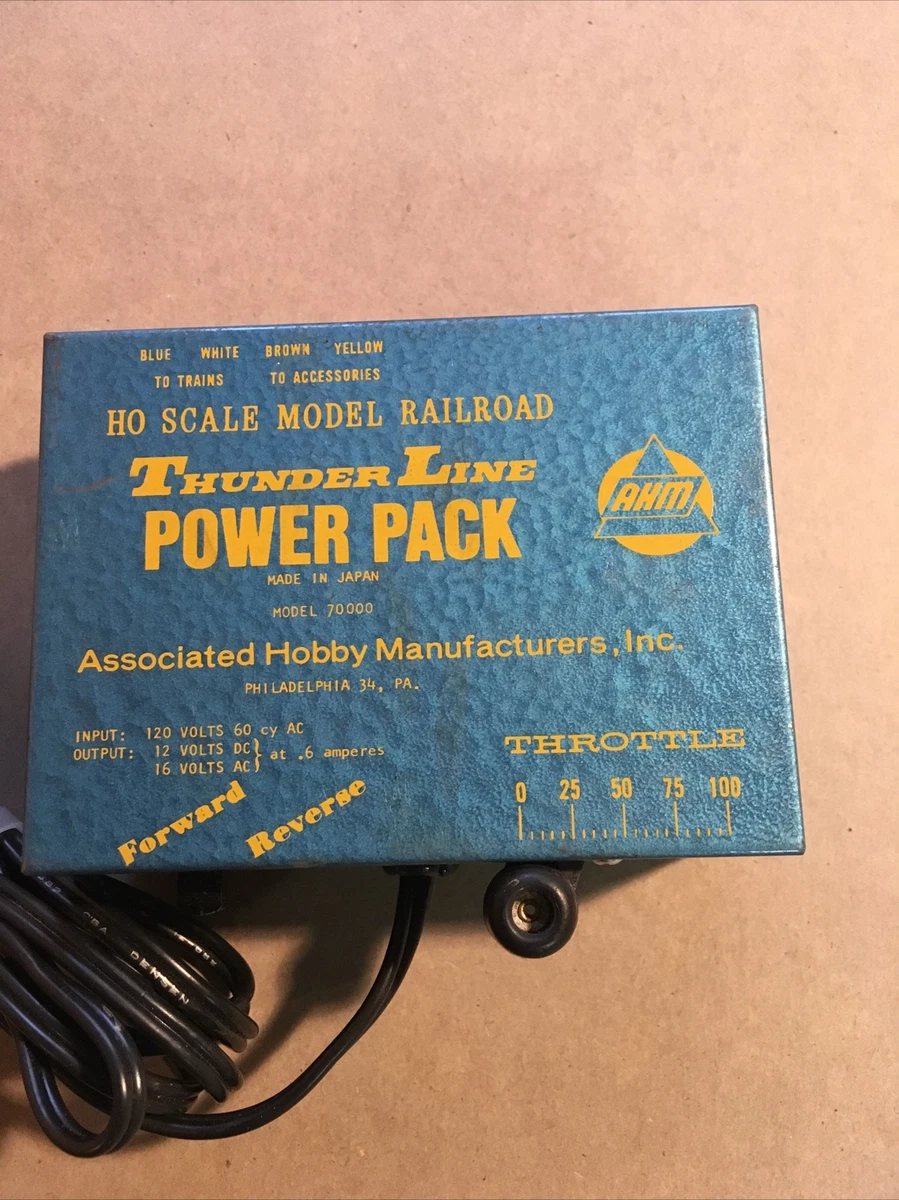 BLUE WHITE BROWN YELLOW
TO TRAINS TO ACCESSORIES
HO SCALE MODEL RAILROAD
THUNDER LINE
AHM
POWER PACK
MADE IN JAPAN
MODEL 70000
Associated Hobby Manufacturers, Inc.
PHILADELPHIA 34, PA.
INPUT: 120 VOLTS 60 cy AC
OUTPUT: 12 VOLTS DC} at .6 amperes
16 VOLTS AC}
THROTTLE
0 25 50 75 100
Forward Reverse
DENSEN